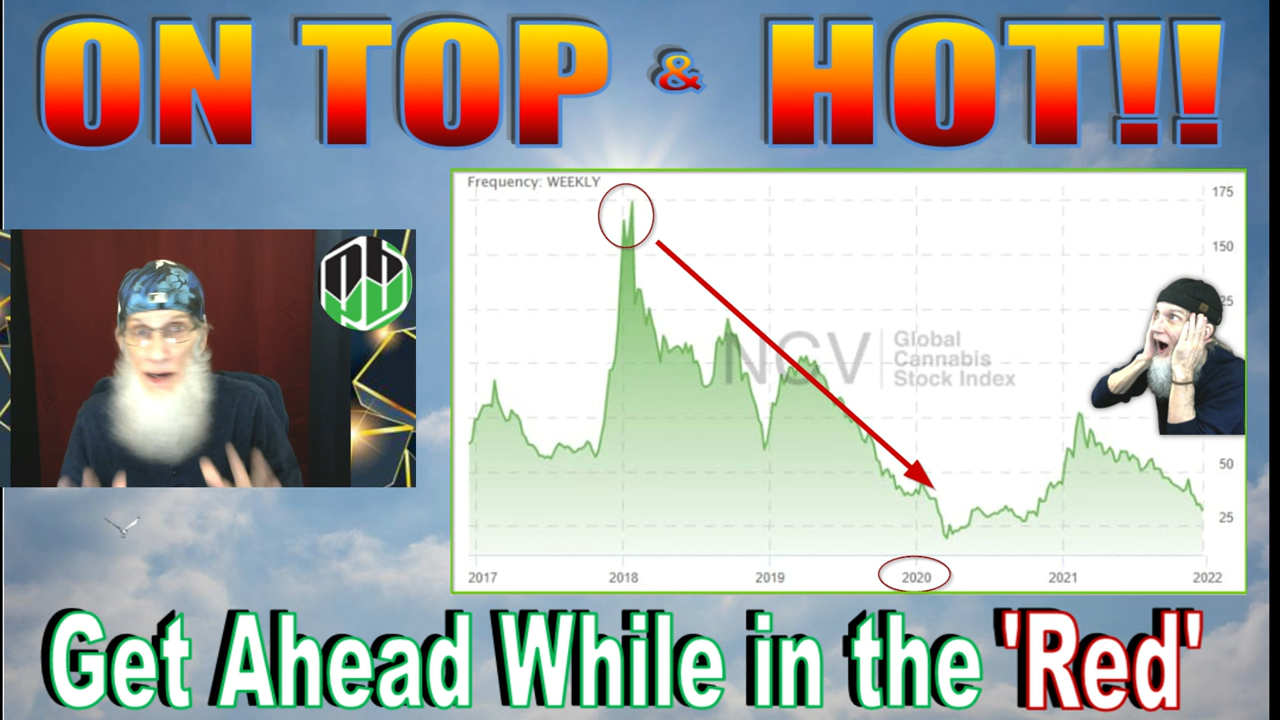 ON TOP & HOT!!
Frequency: WEEKLY
175
150
25
NCV
Global
Cannabis
Stock Index
50
25
2017
2018
2019
2020
2021
2022
Get Ahead While in the 'Red'